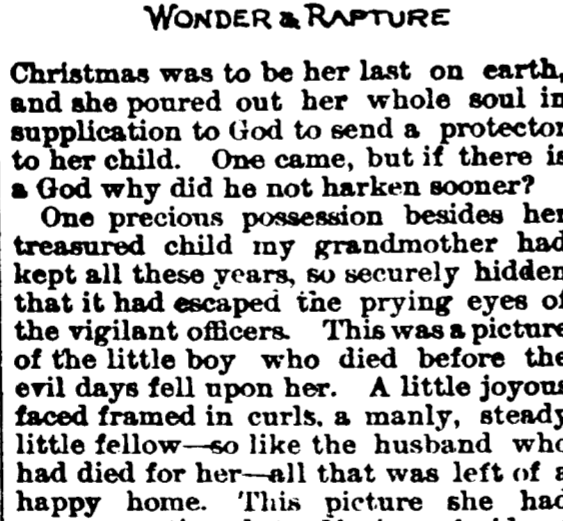 WONDER & RAPTURE
Christmas was to be her last on earth,
and she poured out her whole soul in
supplication to God to send a protector
to her child. One came, but if there is
a God why did he not harken sooner?
One precious possession besides her
treasured child my grandmother had
kept all these years, so securely hidden
that it had escaped the prying eyes of
the vigilant officers. This was a picture
of the little boy who died before the
evil days fell upon her. A little joyous
faced framed in curls. a manly, steady
little fellow—so like the husband who
had died for her—all that was left of a
happy home. This picture she had